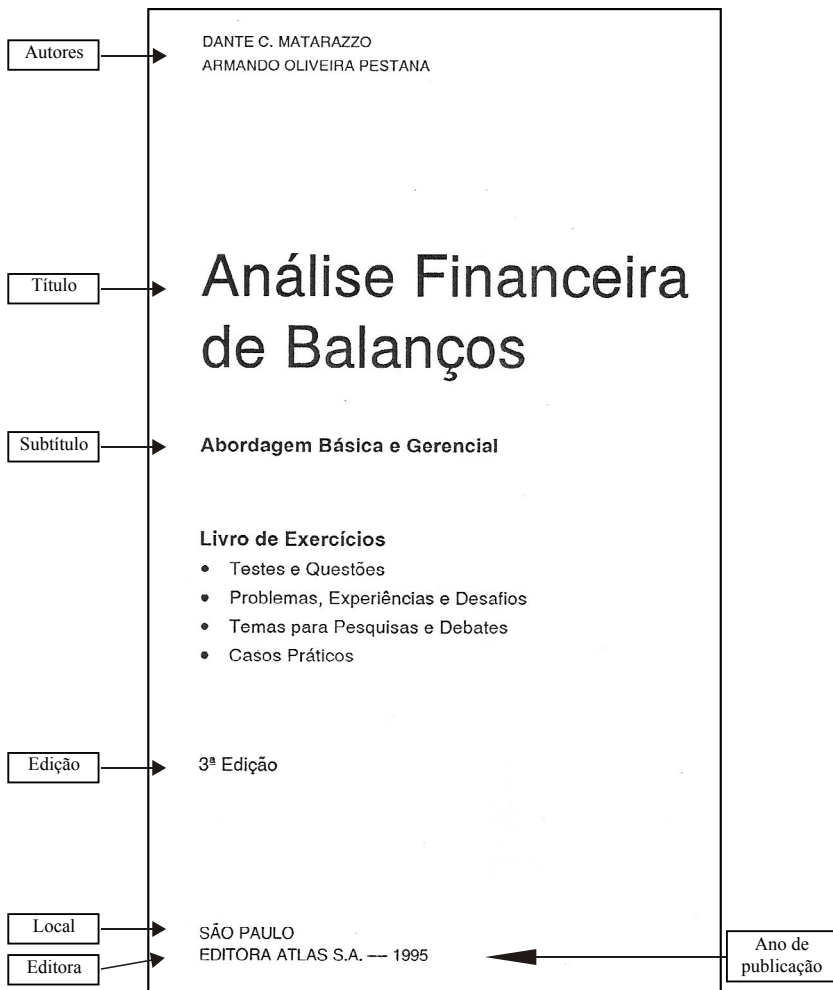 Autores
DANTE C. MATARAZZO
ARMANDO OLIVEIRA PESTANA
Título
Análise Financeira
de Balanços
Subtítulo
Abordagem Básica e Gerencial
Livro de Exercícios
• Testes e Questões
• Problemas, Experiências e Desafios
• Temas para Pesquisas e Debates
• Casos Práticos
Edição
3ª Edição
Local
SÃO PAULO
Editora
EDITORA ATLAS S.A. — 1995
Ano de
publicação